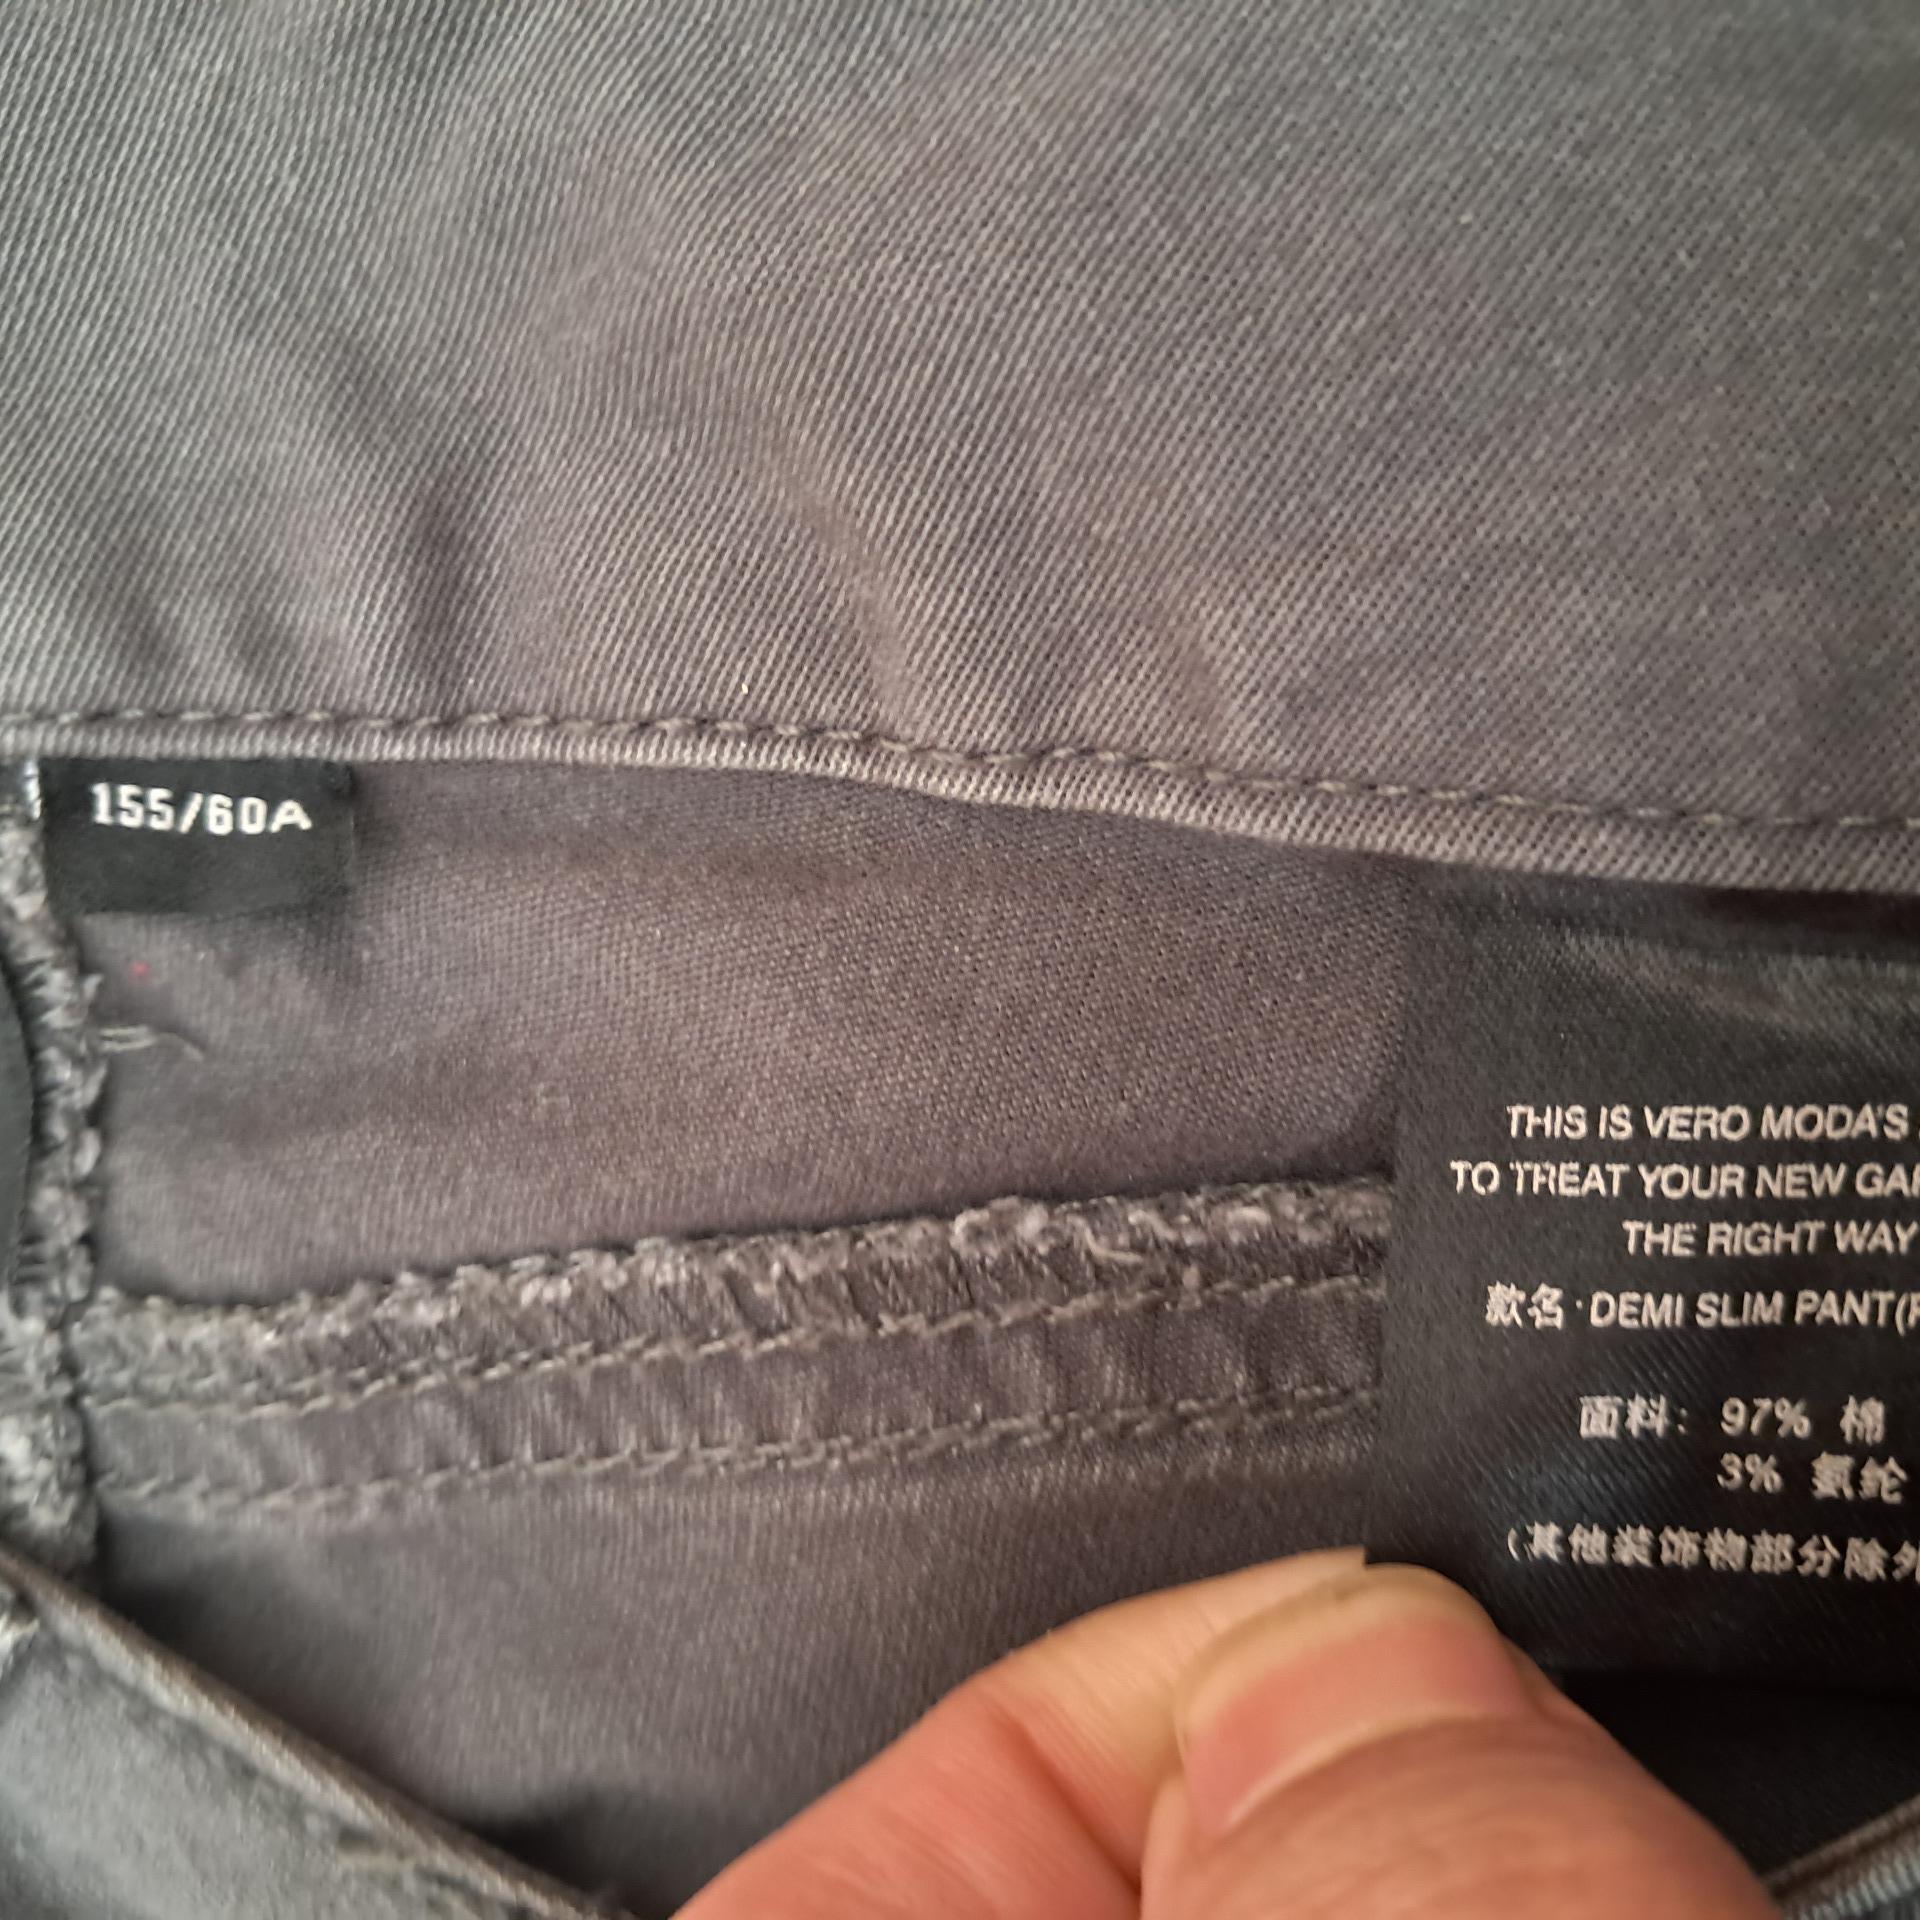 155/60A
THIS IS VERO MODA'S
TO TREAT YOUR NEW
THE RIGHT WAY
款名:DEMI SLIM PANT(
面料: 97% 棉
3% 氨纶
(其他装饰物部分除外